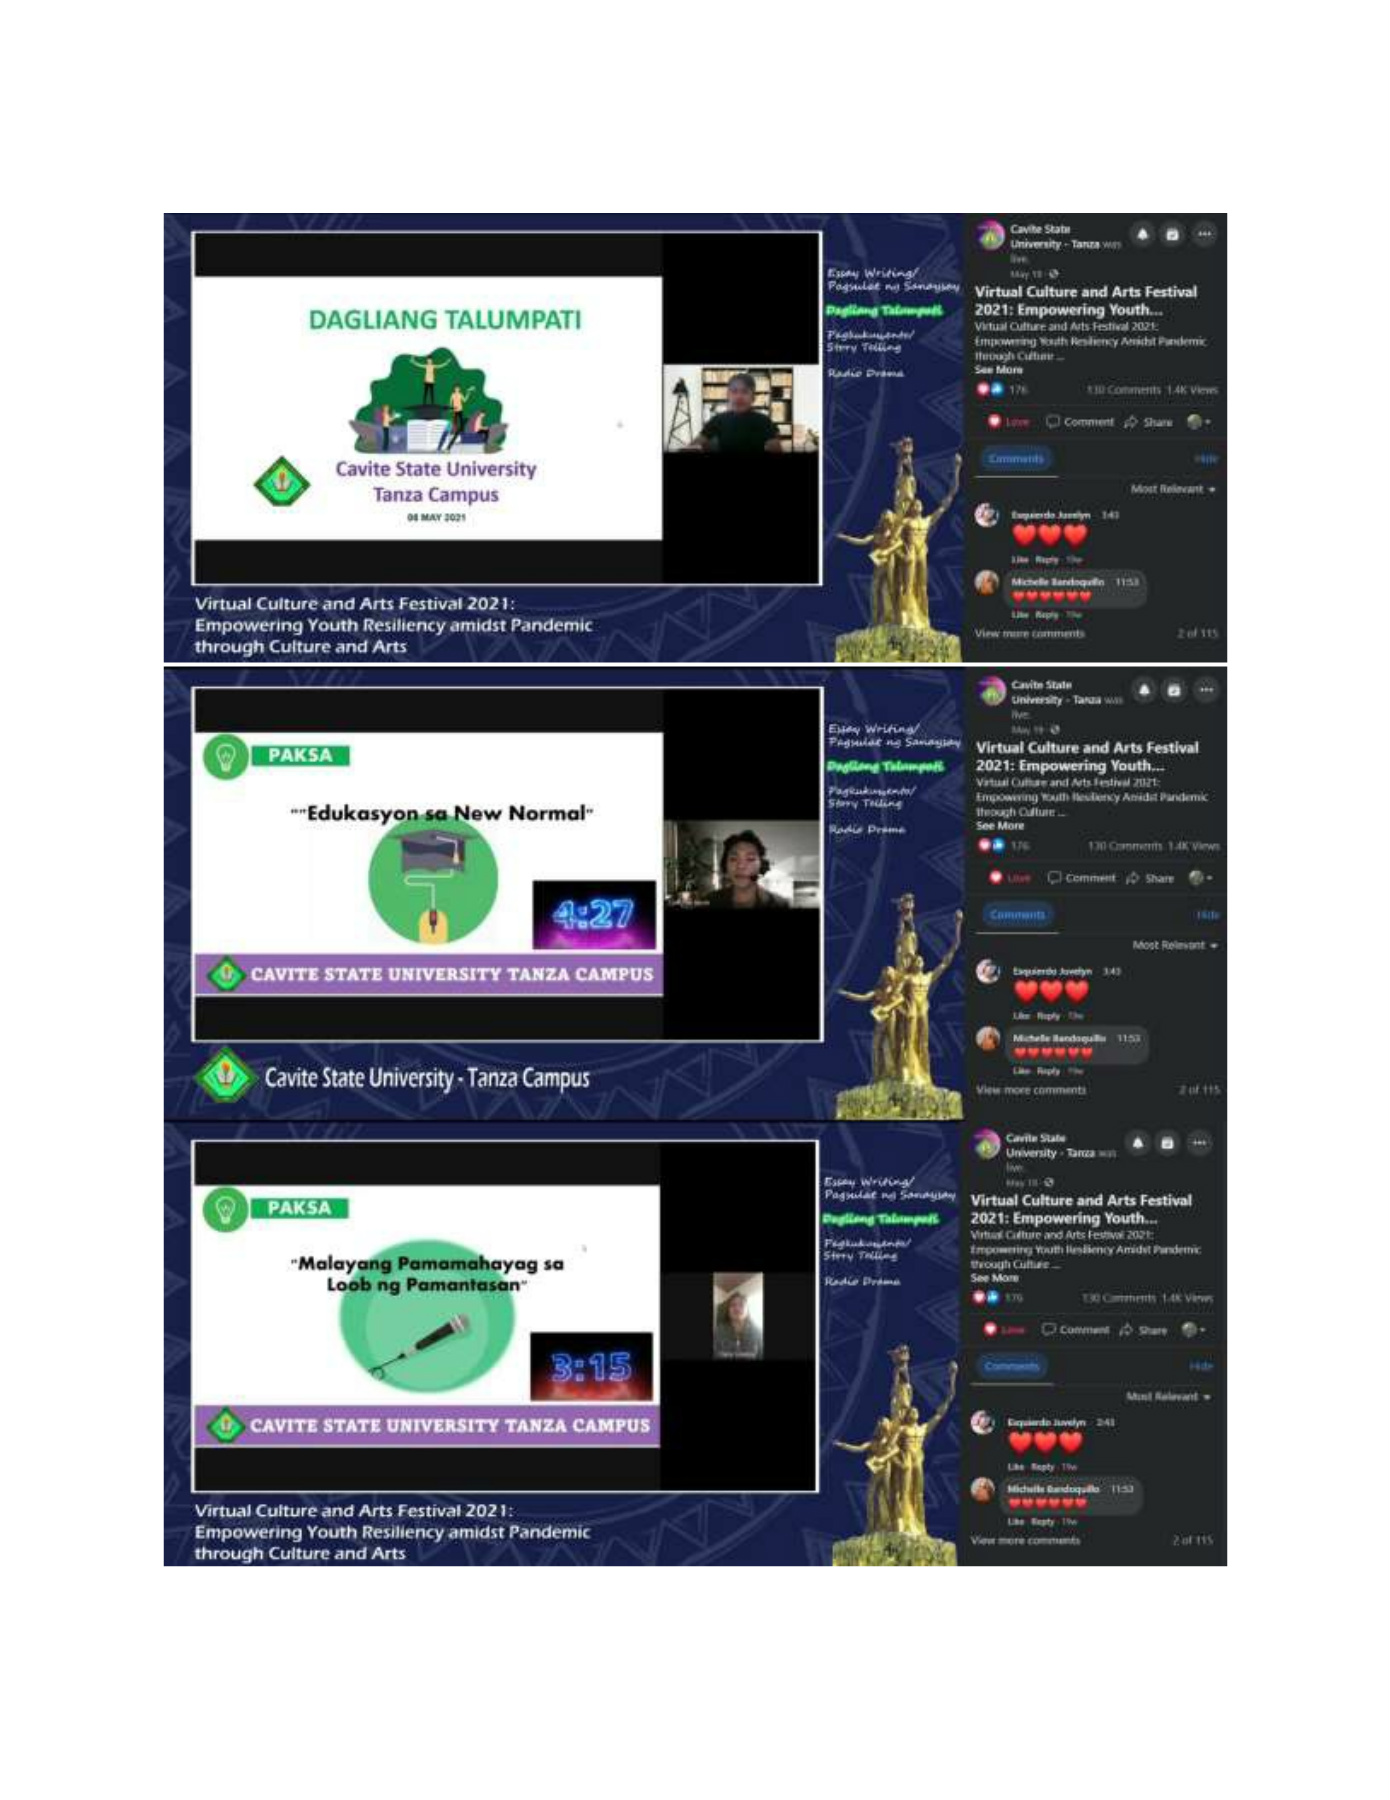 DAGLIANG TALUMPATI
Cavite State University
Tanza Campus
MAY 2021
Virtual Culture and Arts Festival 2021:
Empowering Youth Resiliency amidst Pandemic
through Culture and Arts
Essay Writing/
Pagsulat ng Sanaysay
Dagliang Talumpati
Pagkukuwento/
Story Telling
Radio Drama
Cavite State
University - Tanza was
live.
May
Virtual Culture and Arts Festival
2021: Empowering Youth...
Virtual Culture and Arts Festival 2021:
Empowering Youth Resiliency Amidst Pandemic
through Culture ...
See More
176
130 Comments 1.4K Views
Love Comment Share
Comments
Hide
Most Relevant
Esquierdo Juvelyn 3:43
Like · Reply · 19w
Michelle Bandoquillo 11:53
Like · Reply · 19w
View more comments
2 of 115
PAKSA
""Edukasyon sa New Normal"
4:27
CAVITE STATE UNIVERSITY TANZA CAMPUS
Cavite State University - Tanza Campus
Essay Writing/
Pagsulat ng Sanaysay
Dagliang Talumpati
Pagkukuwento/
Story Telling
Radio Drama
Cavite State
University - Tanza was
live.
May
Virtual Culture and Arts Festival
2021: Empowering Youth...
Virtual Culture and Arts Festival 2021:
Empowering Youth Resiliency Amidst Pandemic
through Culture ...
See More
176
130 Comments 1.4K Views
Love Comment Share
Comments
Hide
Most Relevant
Esquierdo Juvelyn 3:43
Like · Reply · 19w
Michelle Bandoquillo 11:53
Like · Reply · 19w
View more comments
2 of 115
PAKSA
"Malayang Pamamahayag sa
Loob ng Pamantasan"
3:15
CAVITE STATE UNIVERSITY TANZA CAMPUS
Virtual Culture and Arts Festival 2021:
Empowering Youth Resiliency amidst Pandemic
through Culture and Arts
Essay Writing/
Pagsulat ng Sanaysay
Dagliang Talumpati
Pagkukuwento/
Story Telling
Radio Drama
Cavite State
University - Tanza was
live.
May
Virtual Culture and Arts Festival
2021: Empowering Youth...
Virtual Culture and Arts Festival 2021:
Empowering Youth Resiliency Amidst Pandemic
through Culture ...
See More
176
130 Comments 1.4K Views
Love Comment Share
Comments
Hide
Most Relevant
Esquierdo Juvelyn
Like · Reply · 19w
Michelle Bandoquillo 11:53
Like · Reply · 19w
View more comments
2 of 115